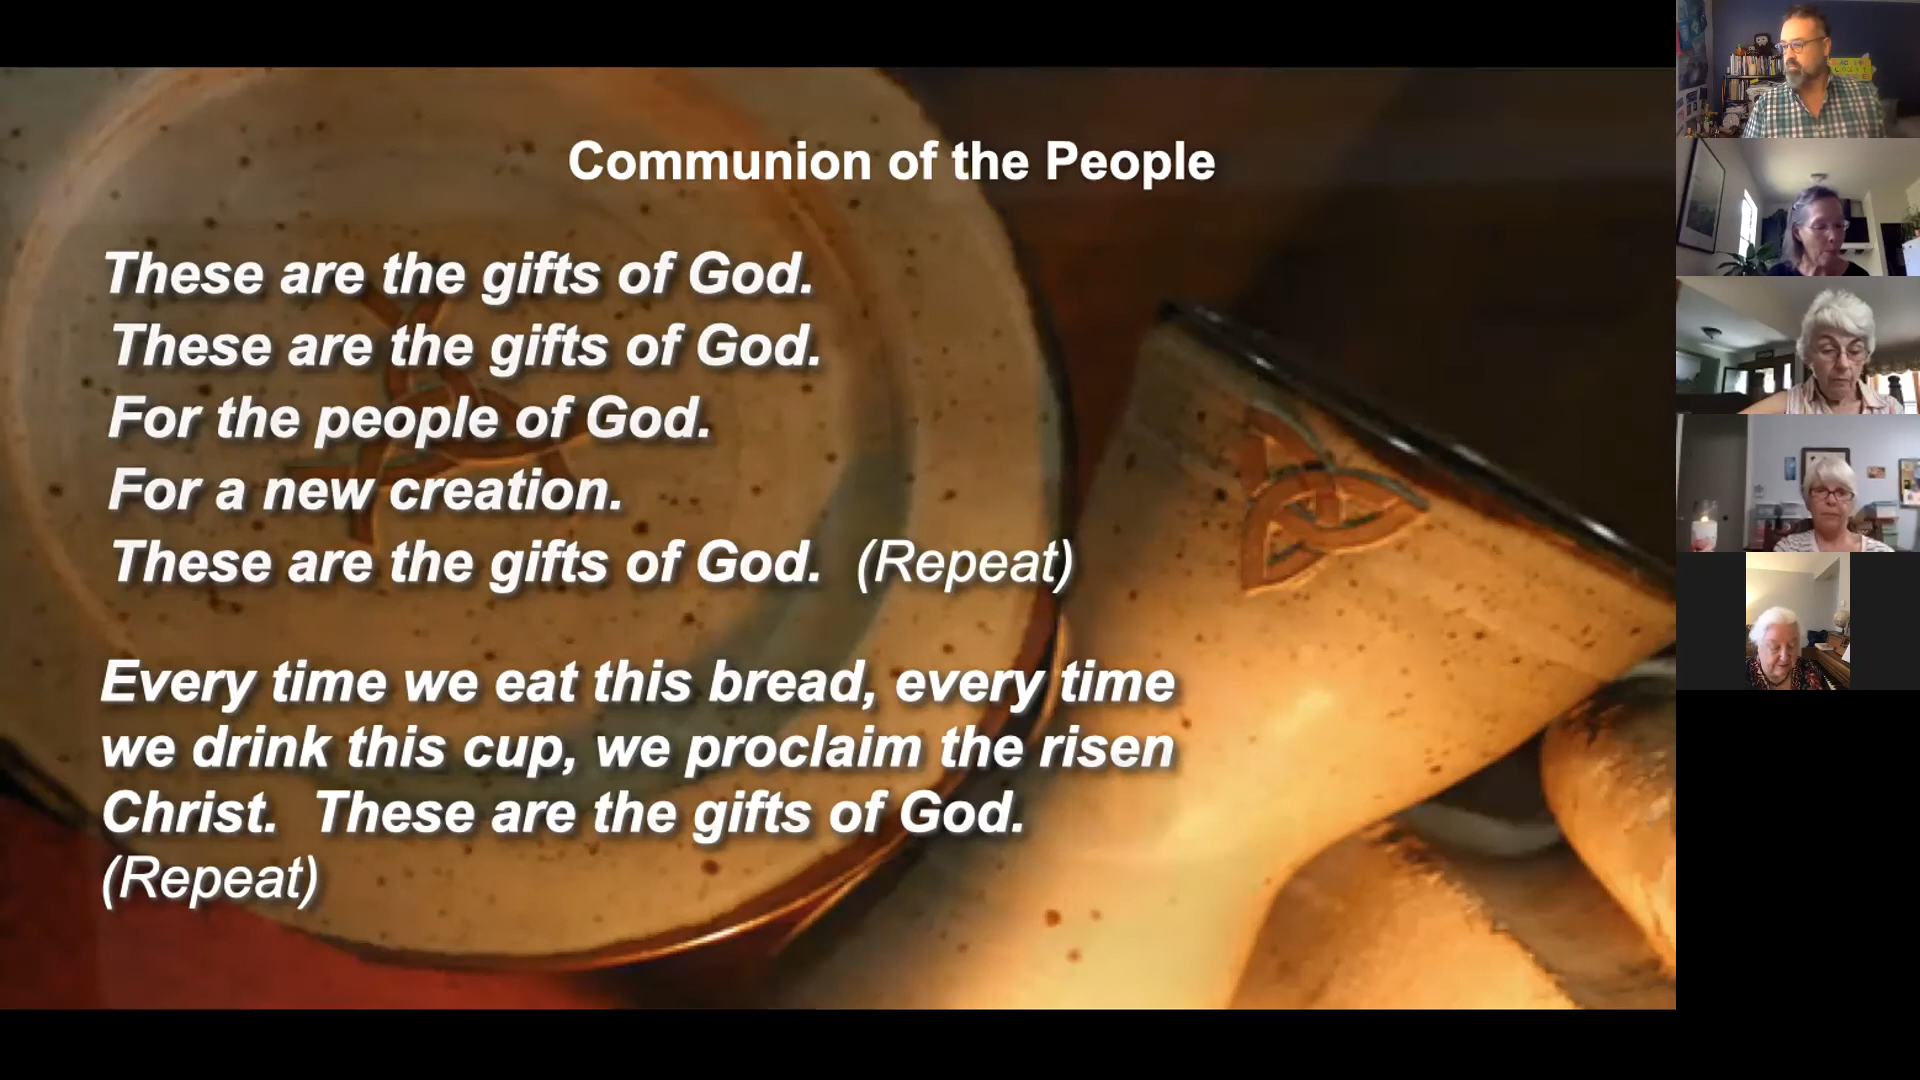 Communion of the People
These are the gifts of God.
These are the gifts of God.
For the people of God.
For a new creation.
These are the gifts of God. (Repeat)
Every time we eat this bread, every time
we drink this cup, we proclaim the risen
Christ. These are the gifts of God.
(Repeat)